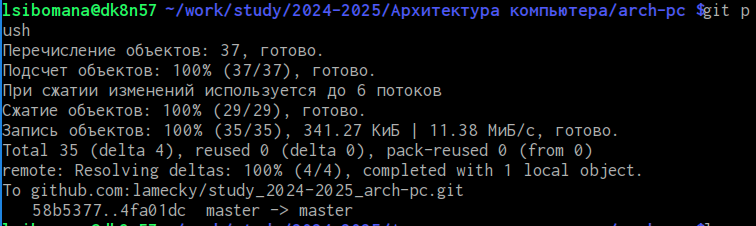 lsibomana@dk8n57 ~/work/study/2024-2025/Архитектура компьютера/arch-pc $ git p
ush
Перечисление объектов: 37, готово.
Подсчет объектов: 100% (37/37), готово.
При сжатии изменений используется до 6 потоков
Сжатие объектов: 100% (29/29), готово.
Запись объектов: 100% (35/35), 341.27 КиБ | 11.38 МиБ/с, готово.
Total 35 (delta 4), reused 0 (delta 0), pack-reused 0 (from 0)
remote: Resolving deltas: 100% (4/4), completed with 1 local object.
To github.com:lamecky/study_2024-2025_arch-pc.git
   58b5377..4fa01dc  master -> master